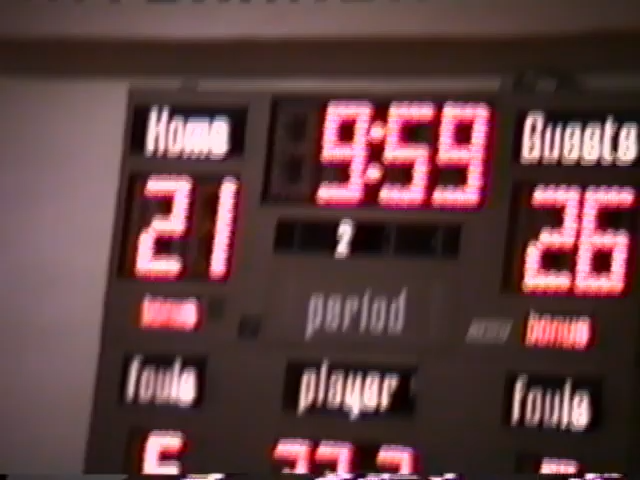 Home 9:59 Guests
21 2 26
bonus period bonus
fouls player fouls